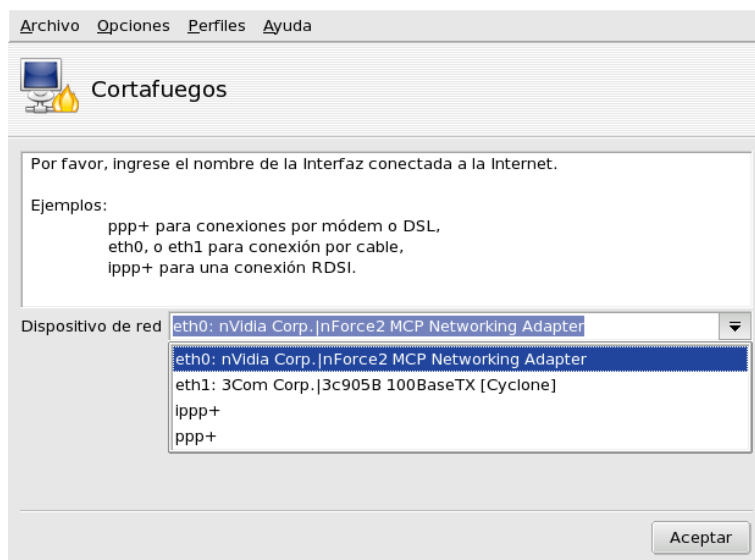 Archivo Opciones Perfiles Ayuda
Cortafuegos
Por favor, ingrese el nombre de la Interfaz conectada a la Internet.
Ejemplos:
ppp+ para conexiones por módem o DSL,
eth0, o eth1 para conexión por cable,
ippp+ para una conexión RDSI.
Dispositivo de red eth0: nVidia Corp.|nForce2 MCP Networking Adapter
eth0: nVidia Corp.|nForce2 MCP Networking Adapter
eth1: 3Com Corp.|3c905B 100BaseTX [Cyclone]
ippp+
ppp+
Aceptar